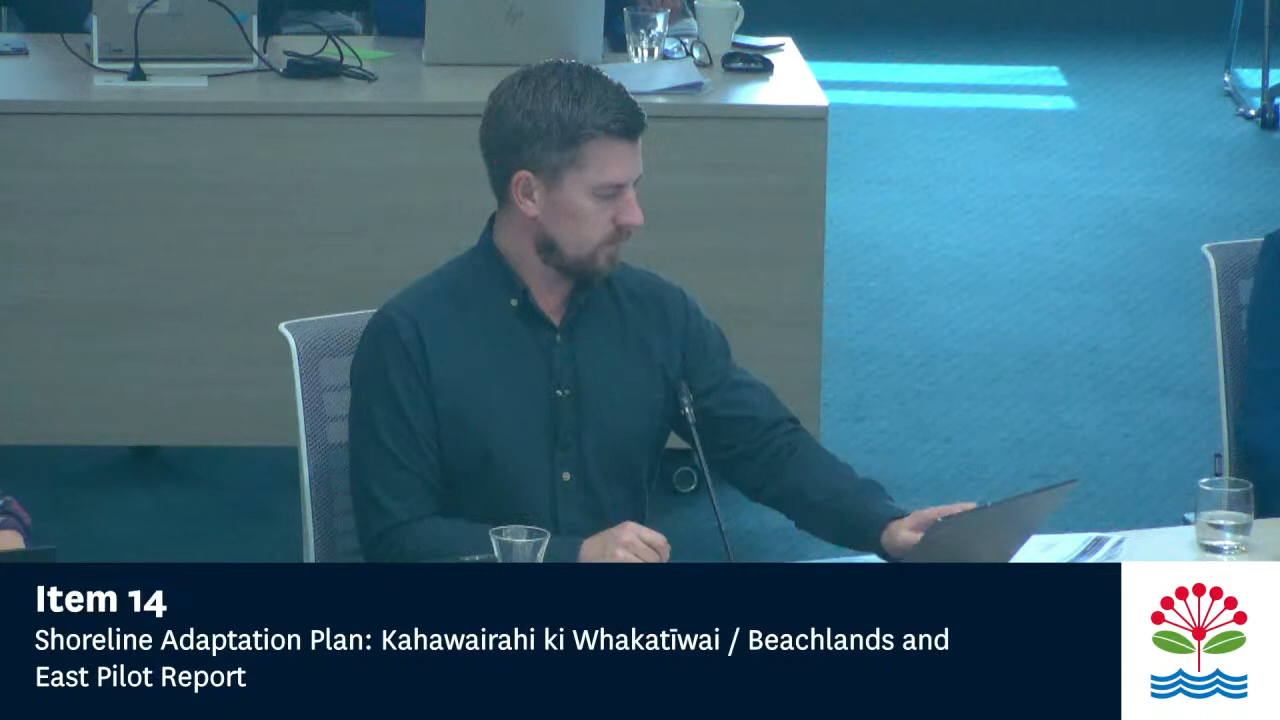 Item 14
Shoreline Adaptation Plan: Kahawairahi ki Whakatīwai / Beachlands and
East Pilot Report